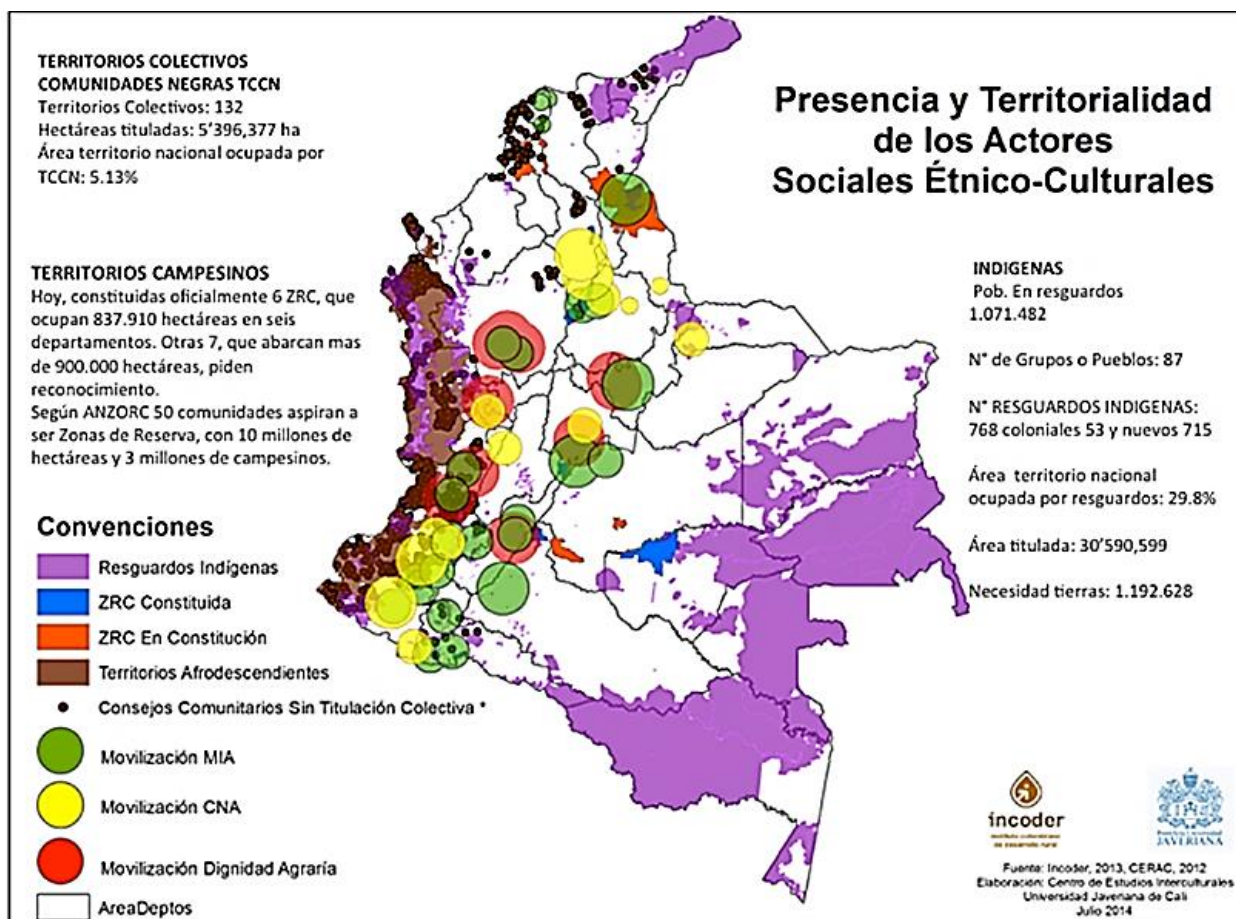 TERRITORIOS COLECTIVOS
COMUNIDADES NEGRAS TCCN
Territorios Colectivos: 132
Hectáreas tituladas: 5'396,377 ha
Área territorio nacional ocupada por
TCCN: 5.13%
Presencia y Territorialidad
de los Actores
Sociales Étnico-Culturales
TERRITORIOS CAMPESINOS
Hoy, constituidas oficialmente 6 ZRC, que
ocupan 837.910 hectáreas en seis
departamentos. Otras 7, que abarcan mas
de 900.000 hectáreas, piden
reconocimiento.
Según ANZORC 50 comunidades aspiran a
ser Zonas de Reserva, con 10 millones de
hectáreas y 3 millones de campesinos.
INDIGENAS
Pob. En resguardos
1.071.482
N° de Grupos o Pueblos: 87
N° RESGUARDOS INDIGENAS:
768 coloniales 53 y nuevos 715
Área territorio nacional
ocupada por resguardos: 29.8%
Área titulada: 30'590,599
Necesidad tierras: 1.192.628
Convenciones
Resguardos Indígenas
ZRC Constituida
ZRC En Constitución
Territorios Afrodescendientes
Consejos Comunitarios Sin Titulación Colectiva *
Movilización MIA
Movilización CNA
Movilización Dignidad Agraría
AreaDeptos
incoder
JAVERIANA
Fuente: Incoder, 2013, CERAC, 2012
Elaboración: Centro de Estudios Interculturales
Universidad Javeriana de Cali
Julio 2014